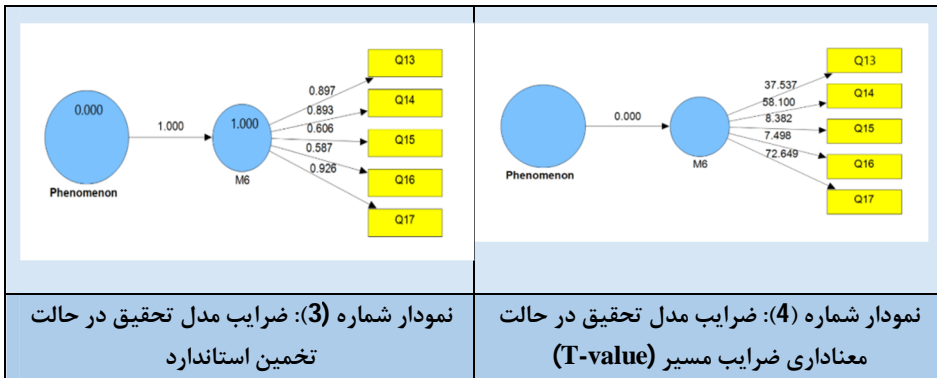 Q13
Q14
Q15
Q16
Q17
0.897
0.893
0.606
0.587
0.926
0.000
1.000
1.000
Phenomenon
M6
Q13
Q14
Q15
Q16
Q17
37.537
58.100
8.382
7.498
72.649
0.000
Phenomenon
M6
نمودار شماره (3): ضرایب مدل تحقیق در حالت
تخمین استاندارد
نمودار شماره (4): ضرایب مدل تحقیق در حالت
معناداری ضرایب مسیر (T-value)